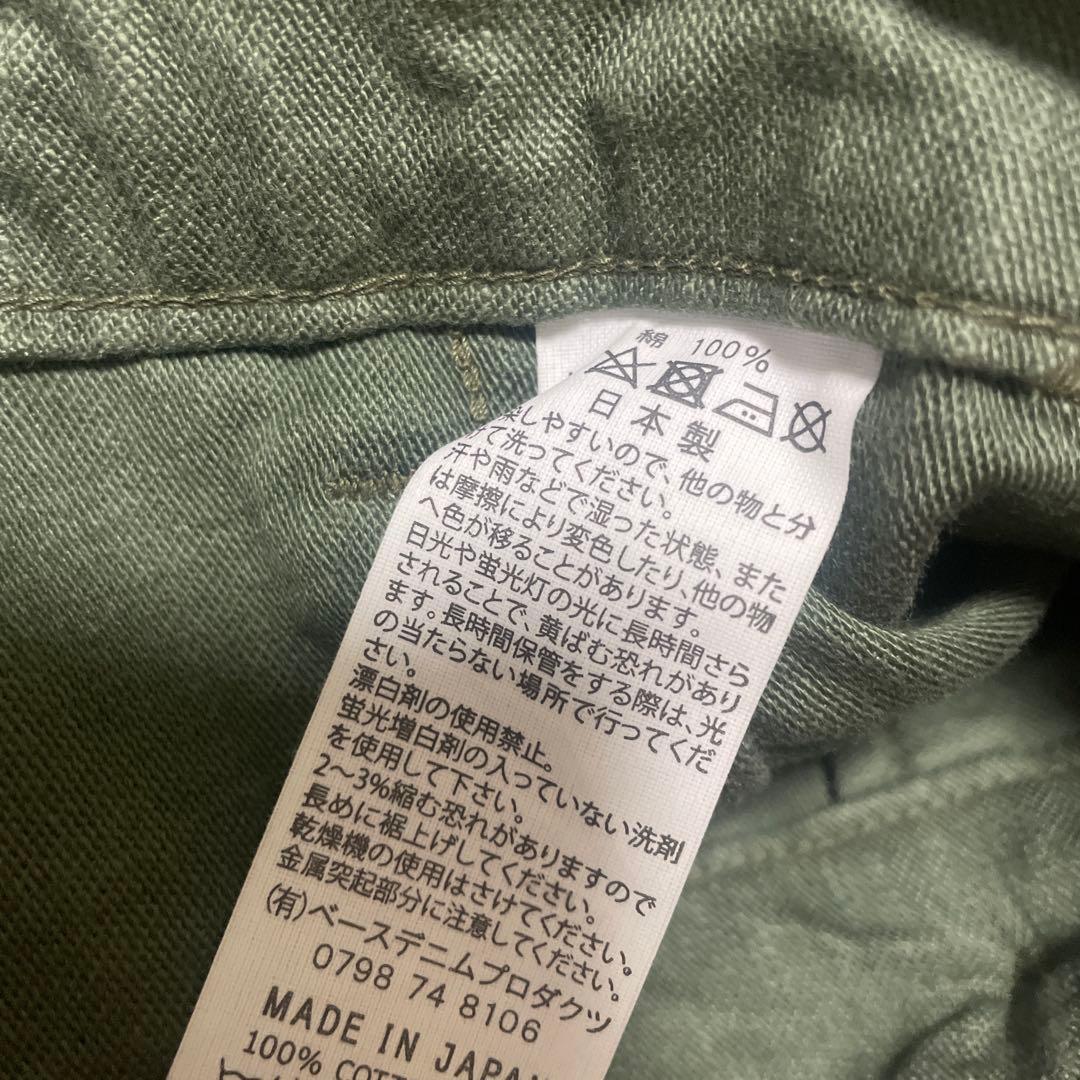 綿 100%
日本製
染しやすいので、他の物と分
けて洗ってください。
汗や雨などで湿った状態、また
は摩擦により変色したり、他の物
へ色が移ることがあります。
日光や蛍光灯の光に長時間さら
されることで、黄ばむ恐れがあり
ます。長時間保管をする際は、光
の当たらない場所で行ってくだ
さい。
漂白剤の使用禁止。
蛍光増白剤の入っていない洗剤
を使用して下さい。
2〜3%縮む恐れがありますので
長めに裾上げしてください。
乾燥機の使用はさけてください。
金属突起部分に注意してください。
(有)ベースデニムプロダクツ
0798 74 8106
MADE IN JAPAN
100% COTT